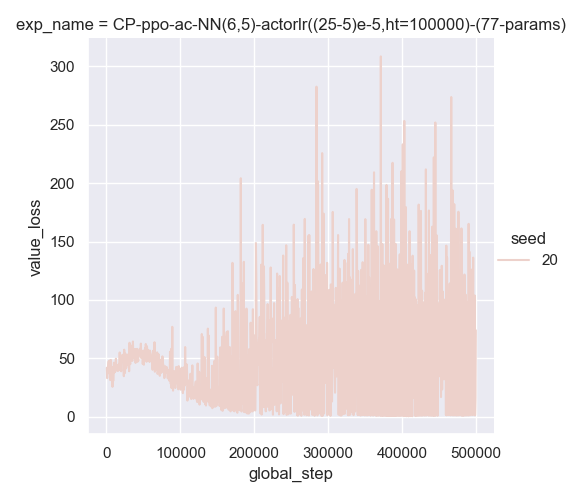 exp_name = CP-ppo-ac-NN(6,5)-actorlr((25-5)e-5,ht=100000)-(77-params)
300
250
200
150
100
50
0
value_loss
0 100000 200000 300000 400000 500000
global_step
seed
20